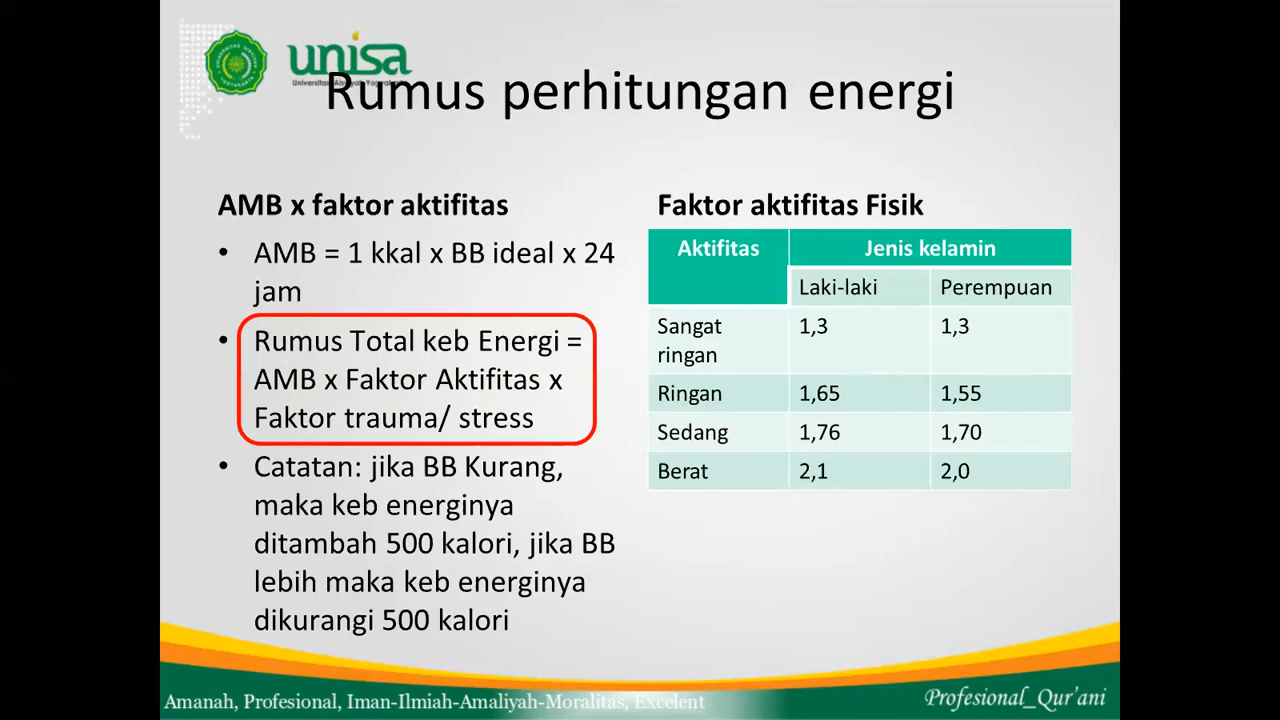 unisa
Rumus perhitungan energi
AMB x faktor aktifitas
• AMB = 1 kkal x BB ideal x 24
jam
• Rumus Total keb Energi =
AMB x Faktor Aktifitas x
Faktor trauma/ stress
• Catatan: jika BB Kurang,
maka keb energinya
ditambah 500 kalori, jika BB
lebih maka keb energinya
dikurangi 500 kalori
Faktor aktifitas Fisik
Aktifitas Jenis kelamin
Laki-laki Perempuan
Sangat 1,3 1,3
ringan
Ringan 1,65 1,55
Sedang 1,76 1,70
Berat 2,1 2,0
Amanah, Profesional, Iman-Ilmiah-Amaliyah-Moralitas, Excelent
Profesional_Qur'ani